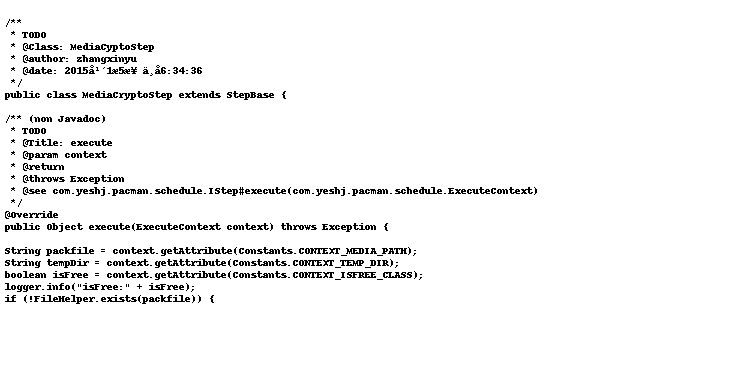 /**
* TODO
* @Class: MediaCyptoStep
* @author: zhangxinyu
* @date: 2015å¹´1æ5æ¥ ä¸å6:34:36
*/
public class MediaCryptoStep extends StepBase {
/** (non Javadoc)
* TODO
* @Title: execute
* @param context
* @return
* @throws Exception
* @see com.yeshj.pacman.schedule.IStep#execute(com.yeshj.pacman.schedule.ExecuteContext)
*/
@Override
public Object execute(ExecuteContext context) throws Exception {
String packfile = context.getAttribute(Constants.CONTEXT_MEDIA_PATH);
String tempDir = context.getAttribute(Constants.CONTEXT_TEMP_DIR);
boolean isFree = context.getAttribute(Constants.CONTEXT_ISFREE_CLASS);
logger.info("isFree:" + isFree);
if (!FileHelper.exists(packfile)) {